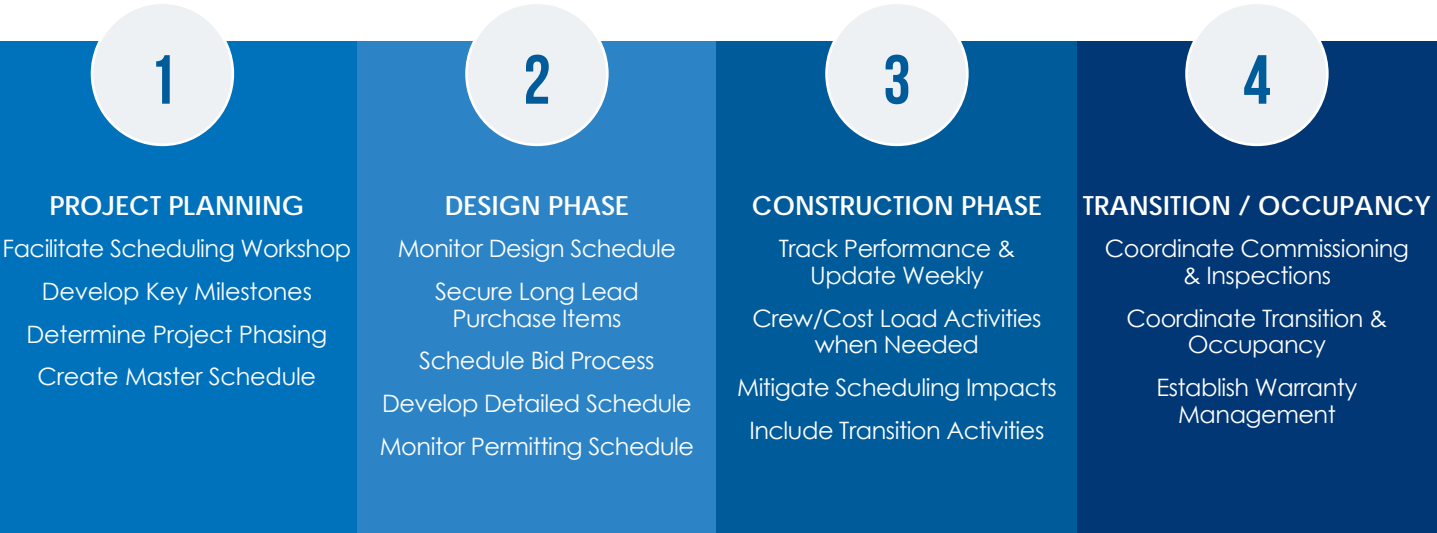 1
PROJECT PLANNING
Facilitate Scheduling Workshop
Develop Key Milestones
Determine Project Phasing
Create Master Schedule
2
DESIGN PHASE
Monitor Design Schedule
Secure Long Lead
Purchase Items
Schedule Bid Process
Develop Detailed Schedule
Monitor Permitting Schedule
3
CONSTRUCTION PHASE
Track Performance &
Update Weekly
Crew/Cost Load Activities
when Needed
Mitigate Scheduling Impacts
Include Transition Activities
4
TRANSITION / OCCUPANCY
Coordinate Commissioning
& Inspections
Coordinate Transition &
Occupancy
Establish Warranty
Management